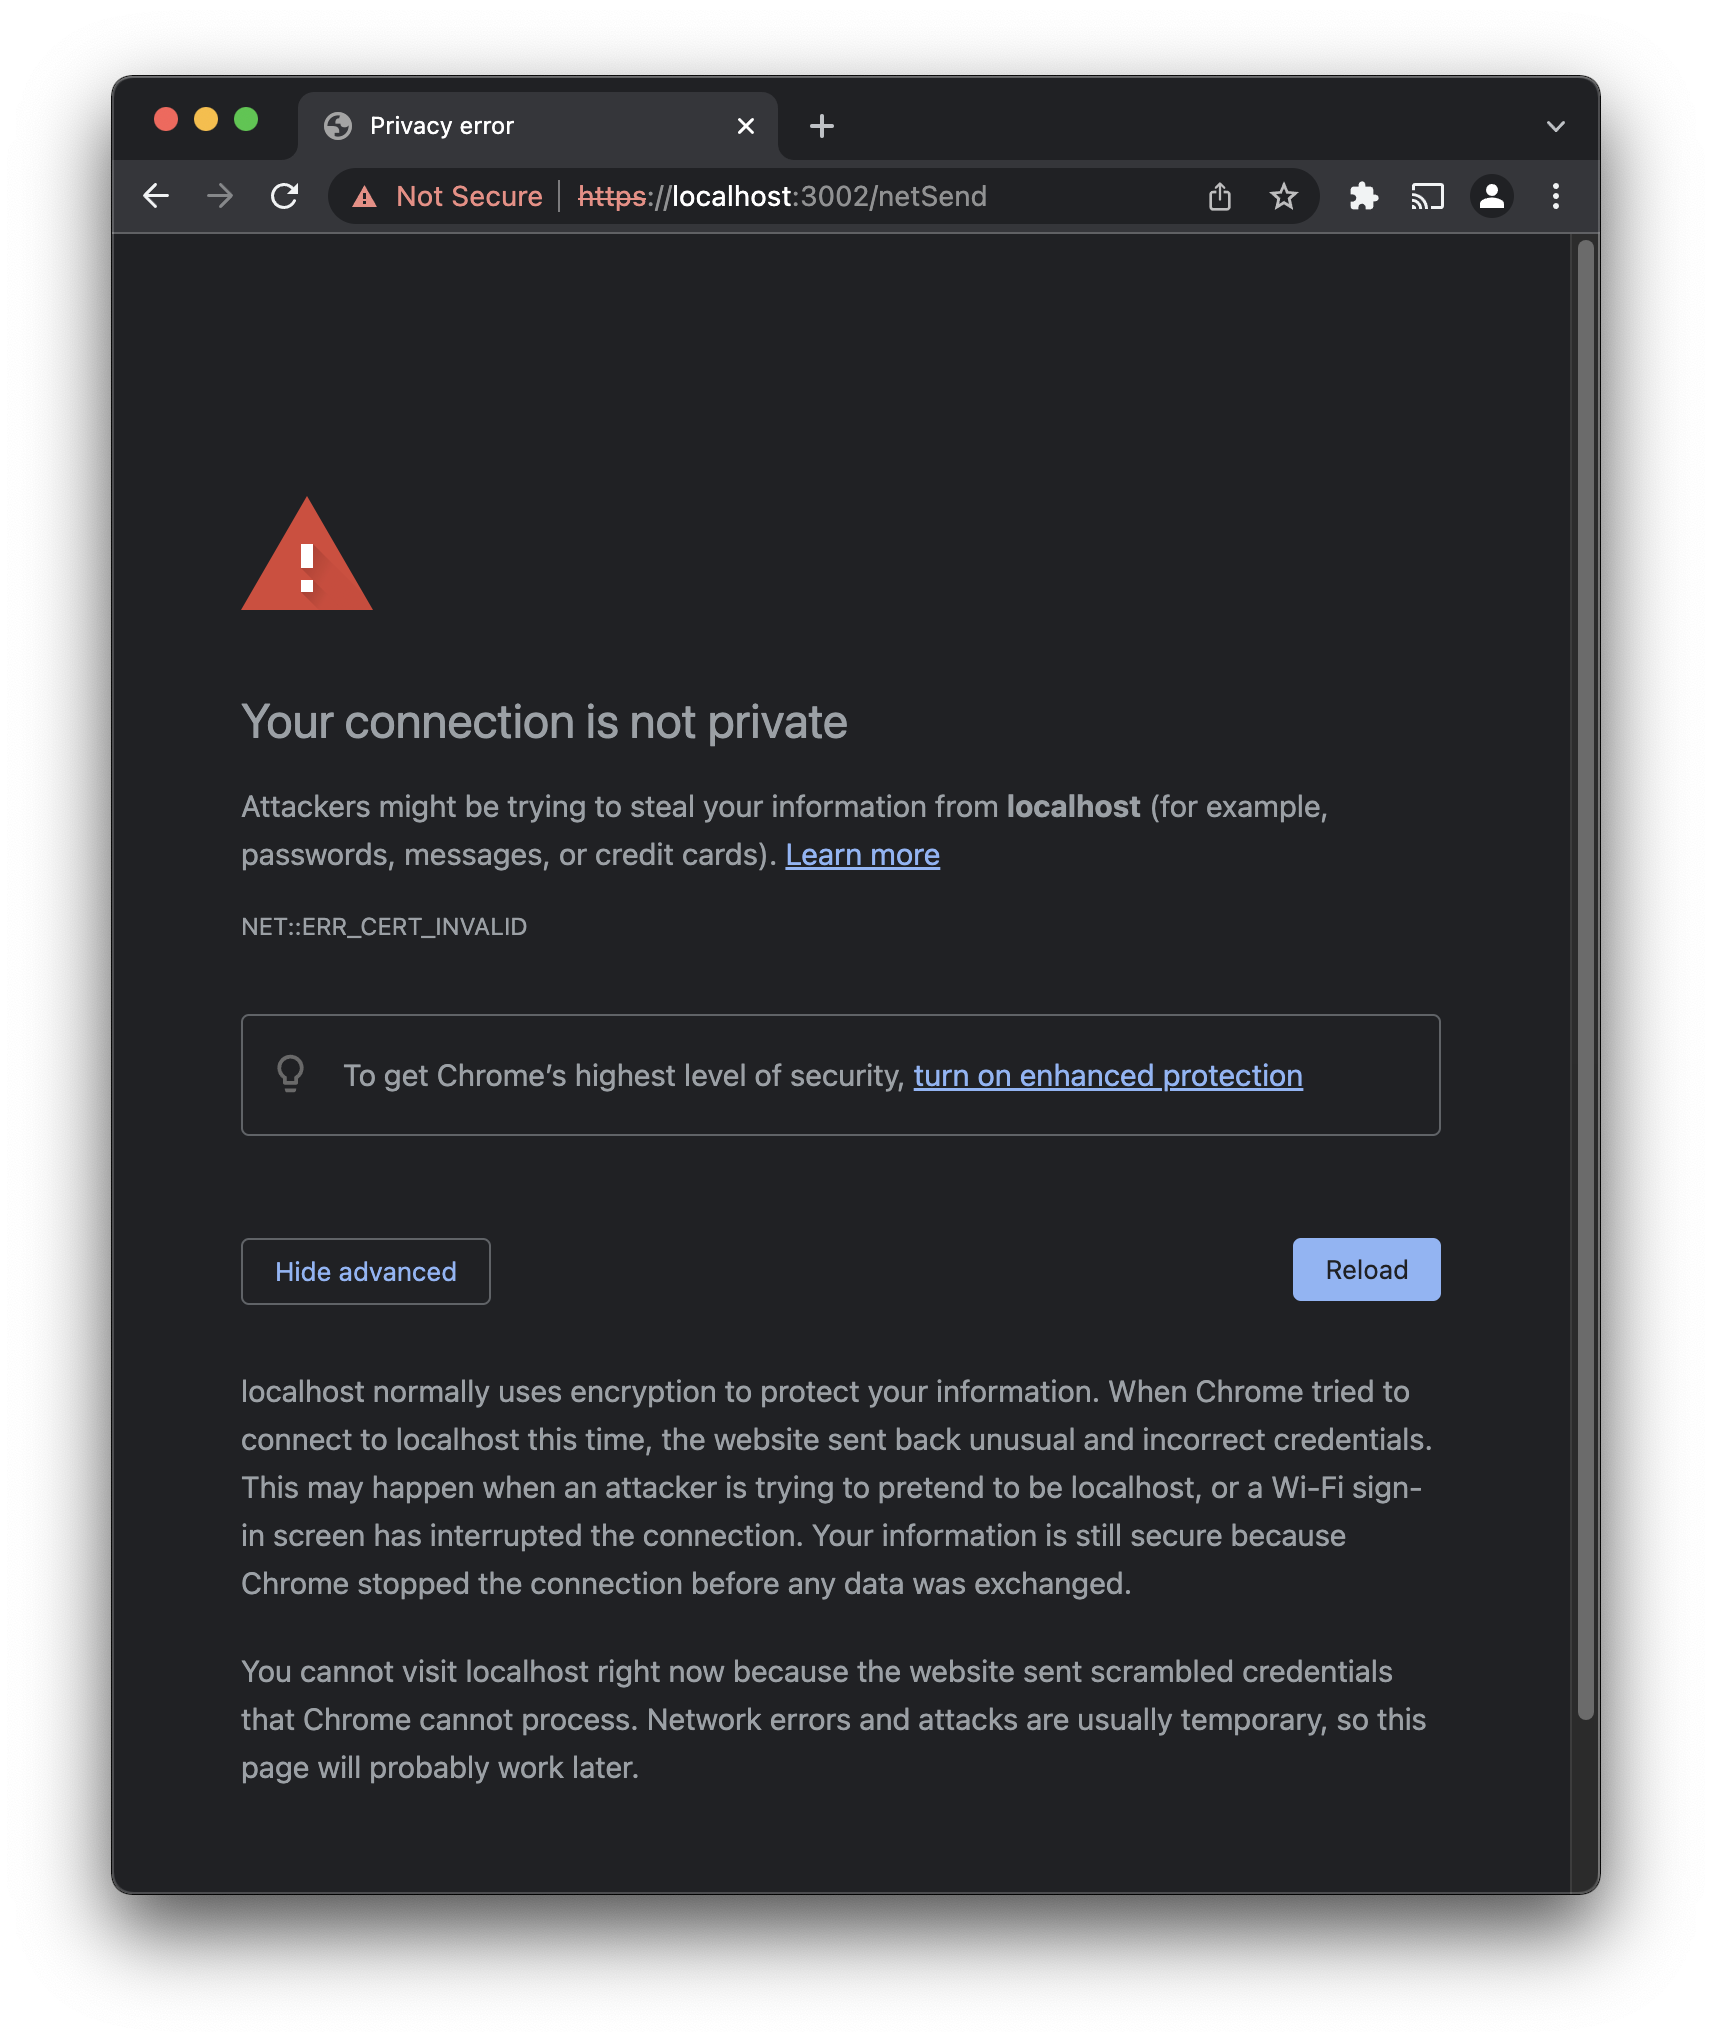 Privacy error
Not Secure https://localhost:3002/netSend
Your connection is not private
Attackers might be trying to steal your information from localhost (for example,
passwords, messages, or credit cards). Learn more
NET::ERR_CERT_INVALID
To get Chrome’s highest level of security, turn on enhanced protection
Hide advanced
Reload
localhost normally uses encryption to protect your information. When Chrome tried to
connect to localhost this time, the website sent back unusual and incorrect credentials.
This may happen when an attacker is trying to pretend to be localhost, or a Wi-Fi sign-
in screen has interrupted the connection. Your information is still secure because
Chrome stopped the connection before any data was exchanged.
You cannot visit localhost right now because the website sent scrambled credentials
that Chrome cannot process. Network errors and attacks are usually temporary, so this
page will probably work later.